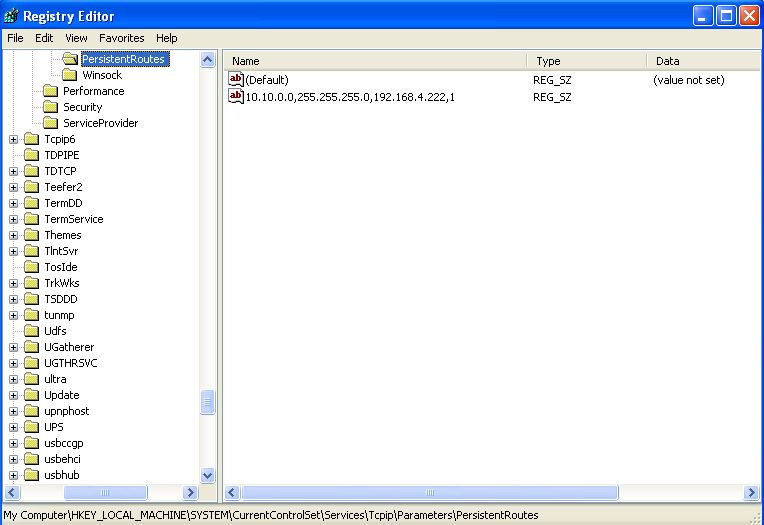 Registry Editor
File Edit View Favorites Help
PersistentRoutes
Winsock
Performance
Security
ServiceProvider
Tcpip6
TDPIPE
TDTCP
Teefer2
TermDD
TermService
Themes
TlntSvr
TosIde
TrkWks
TSDDD
tunmp
Udfs
UGatherer
UGTHRSVC
ultra
Update
upnphost
UPS
usbccgp
usbehci
usbhub
Name Type Data
ab (Default) REG_SZ (value not set)
ab 10.10.0.0,255.255.255.0,192.168.4.222,1 REG_SZ
My Computer\HKEY_LOCAL_MACHINE\SYSTEM\CurrentControlSet\Services\Tcpip\Parameters\PersistentRoutes